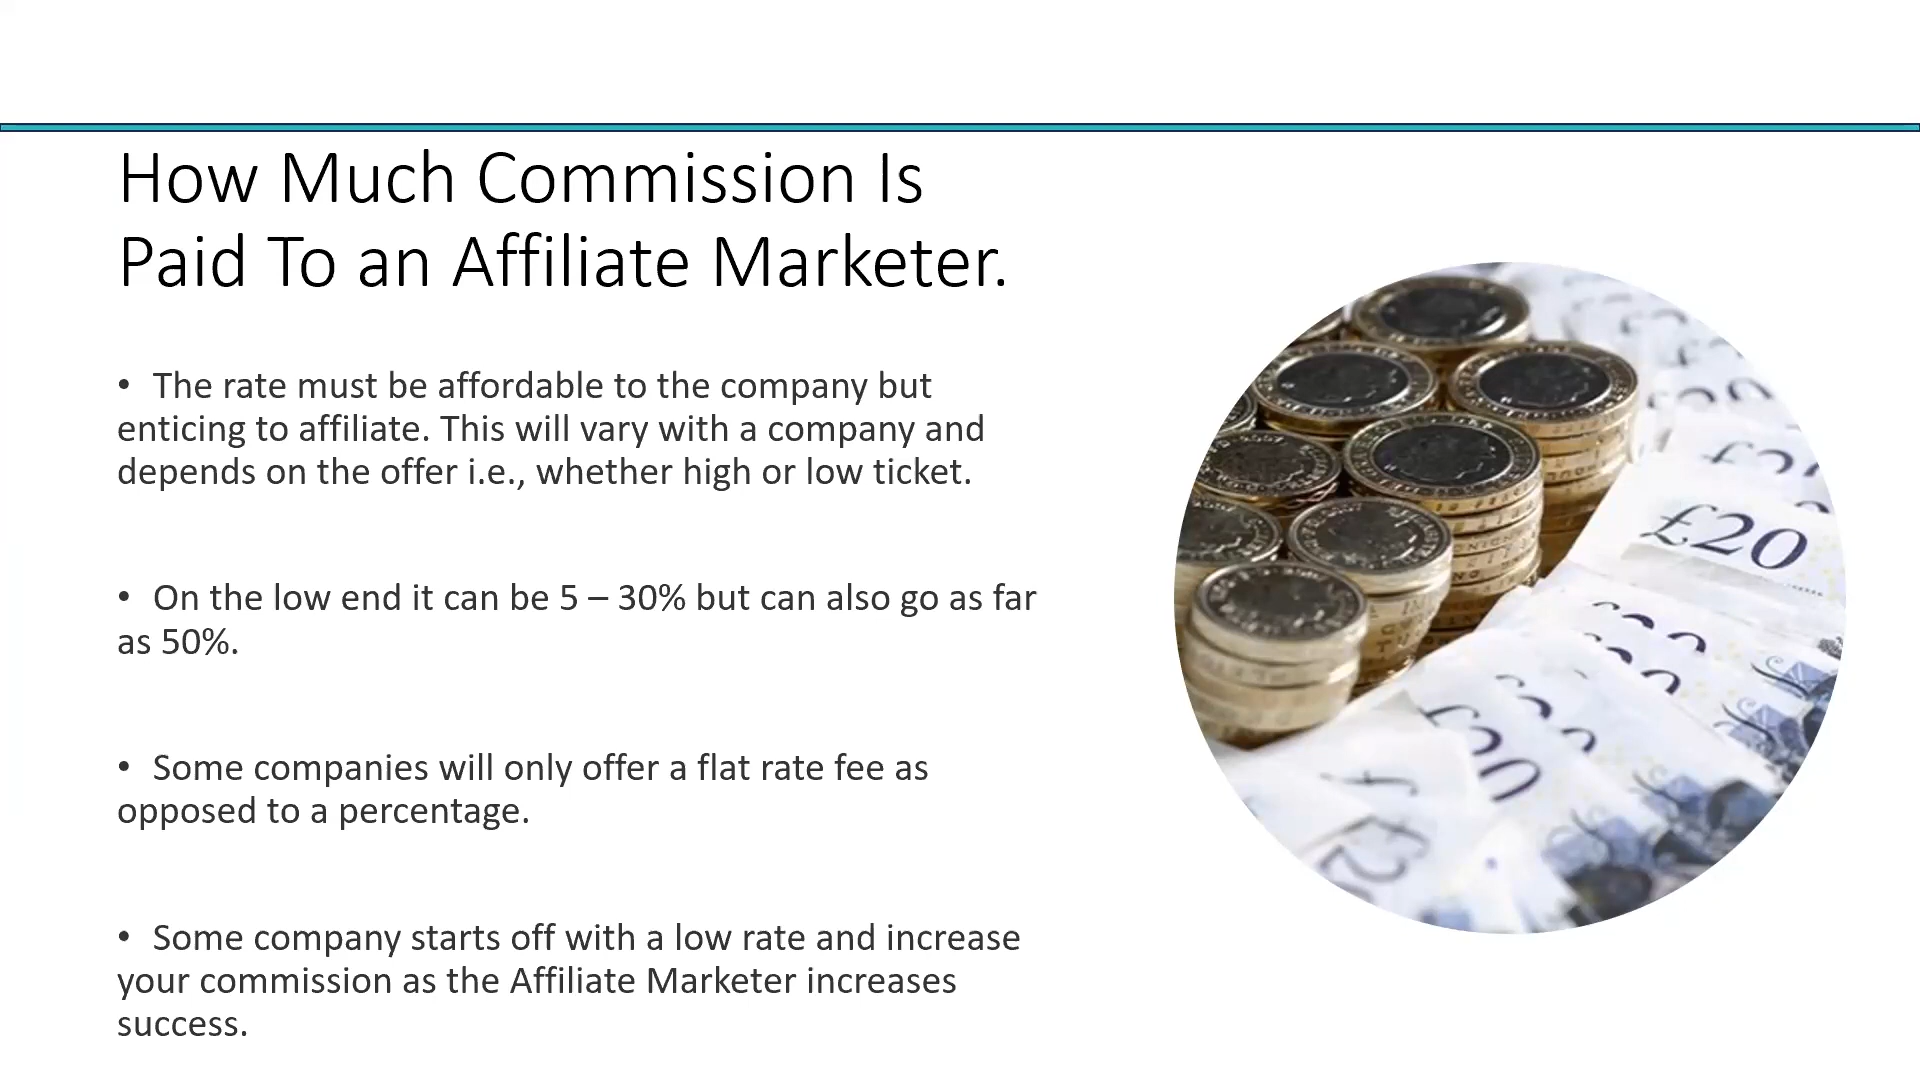 How Much Commission Is
Paid To an Affiliate Marketer.
• The rate must be affordable to the company but
enticing to affiliate. This will vary with a company and
depends on the offer i.e., whether high or low ticket.
• On the low end it can be 5 – 30% but can also go as far
as 50%.
• Some companies will only offer a flat rate fee as
opposed to a percentage.
• Some company starts off with a low rate and increase
your commission as the Affiliate Marketer increases
success.
£20